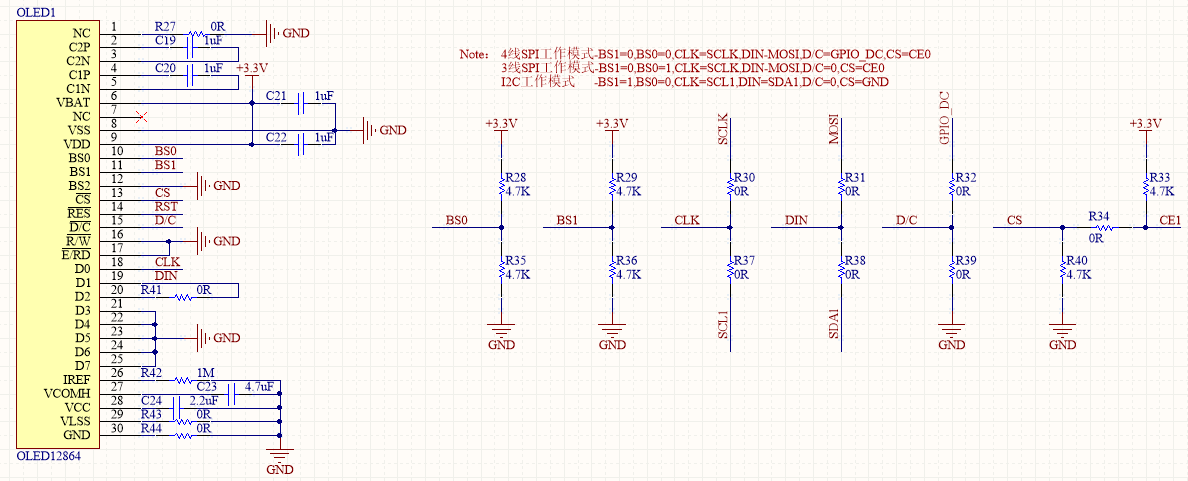 OLED1
NC 1 R27 0R GND
C2P 2 C19 1uF
C2N 3
C1P 4 C20 1uF +3.3V
C1N 5
VBAT 6 C21 1uF
NC 7
VSS 8 GND
VDD 9 C22 1uF
BS0 10 BS0
BS1 11 BS1
BS2 12 GND
CS 13 CS
RES 14 RST
D/C 15 D/C
R/W 16 GND
E/RD 17
D0 18 CLK
D1 19 DIN
D2 20 R41 0R
D3 21
D4 22
D5 23 GND
D6 24
D7 25
IREF 26 R42 1M
VCOMH 27 C23 4.7uF
VCC 28 C24 2.2uF
VLSS 29 R43 0R
GND 30 R44 0R
OLED12864
GND
Note: 4线SPI工作模式-BS1=0,BS0=0,CLK=SCLK,DIN-MOSI,D/C=GPIO_DC,CS=CE0
3线SPI工作模式-BS1=0,BS0=1,CLK=SCLK,DIN-MOSI,D/C=0,CS=CE0
I2C工作模式 -BS1=1,BS0=0,CLK=SCL1,DIN=SDA1,D/C=0,CS=GND
+3.3V
R28
4.7K
BS0
R35
4.7K
GND
+3.3V
R29
4.7K
BS1
R36
4.7K
GND
SCLK
R30
0R
CLK
R37
0R
SCL1
MOSI
R31
0R
DIN
R38
0R
SDA1
GPIO_DC
R32
0R
D/C
R39
0R
GND
+3.3V
R33
4.7K
CS
R34
0R
CE1
R40
4.7K
GND